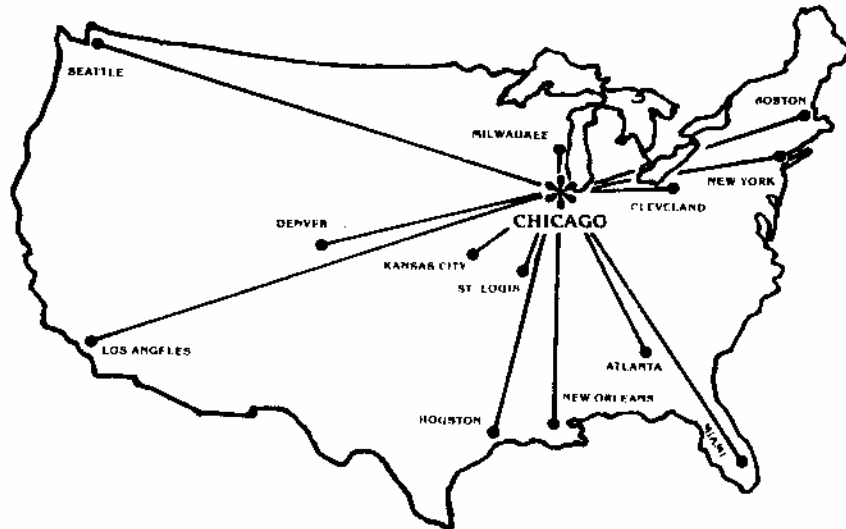 SEATTLE
BOSTON
MILWAUKEE
NEW YORK
CLEVELAND
CHICAGO
DENVER
KANSAS CITY
ST. LOUIS
LOS ANGELES
ATLANTA
NEW ORLEANS
HOUSTON
MIAMI